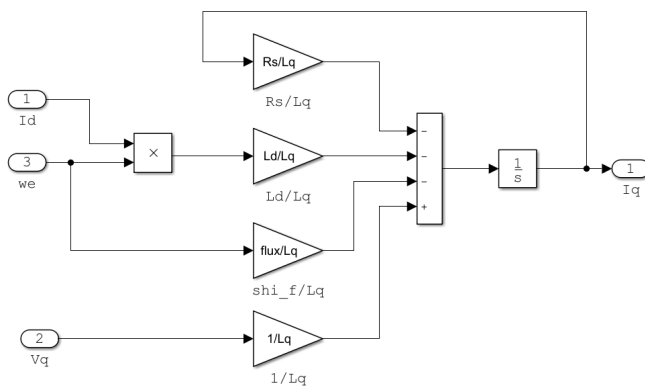 Rs/Lq
Rs/Lq
1
Id
×
Ld/Lq
Ld/Lq
3
we
−
−
−
+
1
s
1
Iq
flux/Lq
shi_f/Lq
2
Vq
1/Lq
1/Lq